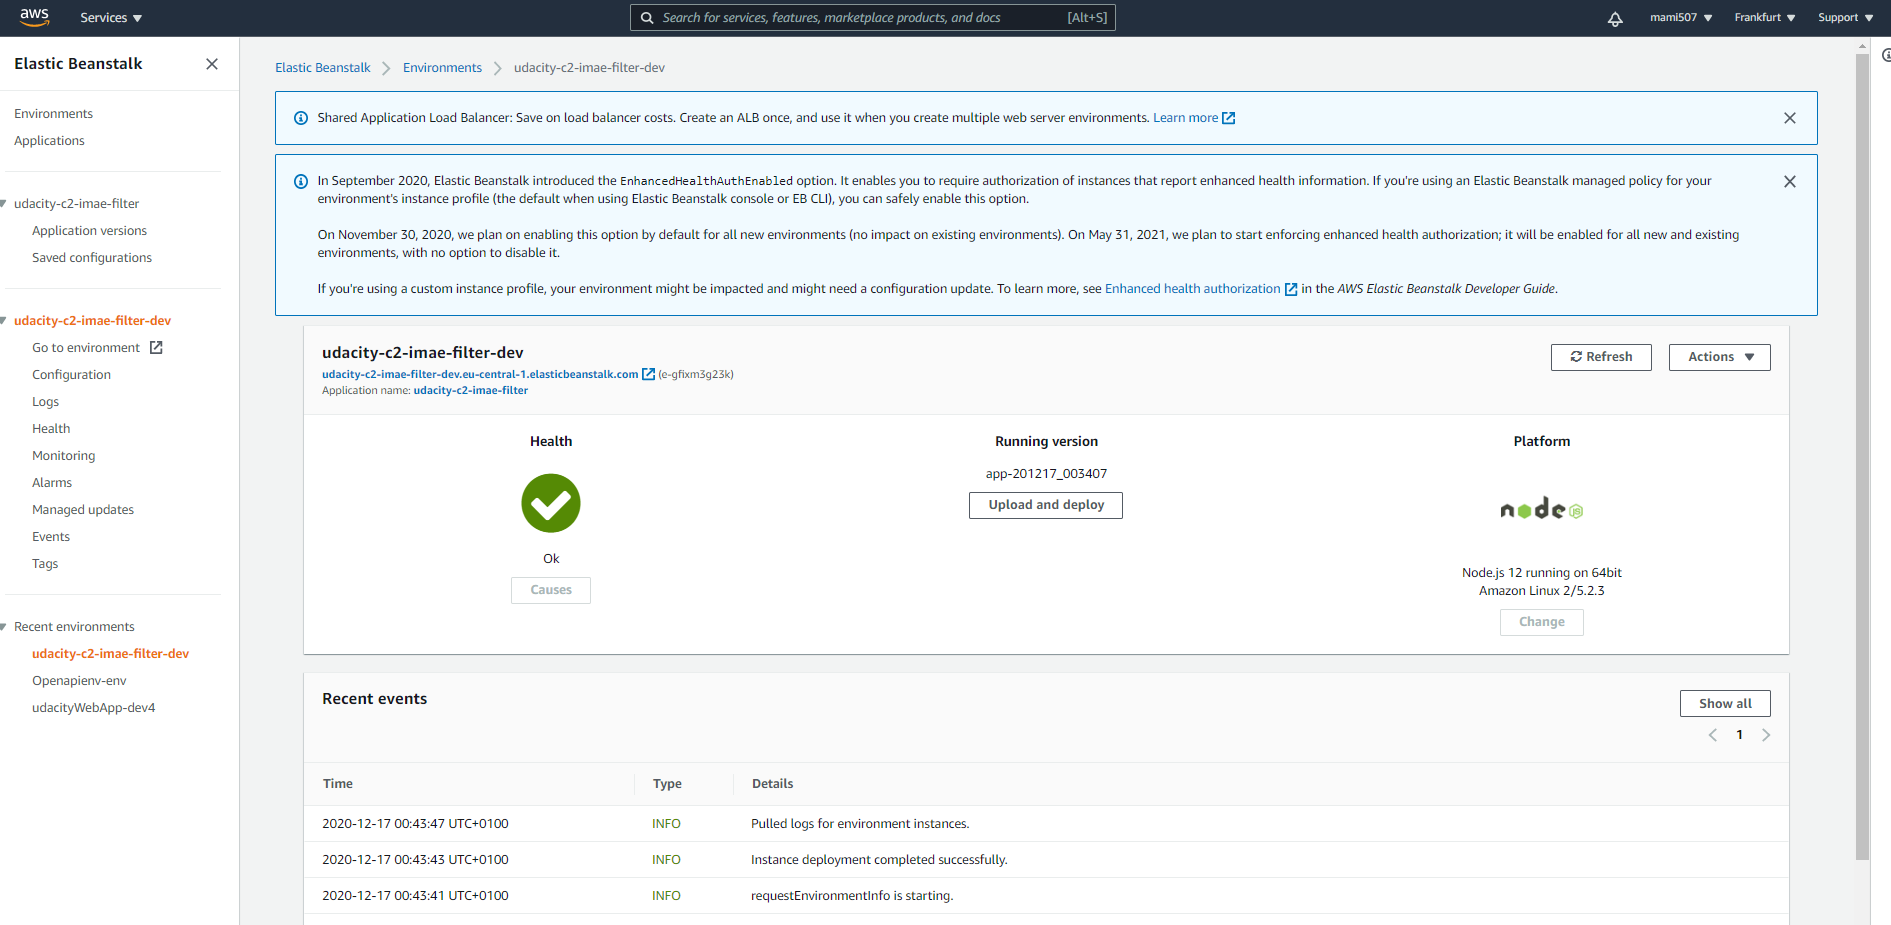 aws
Services
Search for services, features, marketplace products, and docs
[Alt+S]
mami507
Frankfurt
Support
Elastic Beanstalk
Environments
Applications
udacity-c2-imae-filter
Application versions
Saved configurations
udacity-c2-imae-filter-dev
Go to environment
Configuration
Logs
Health
Monitoring
Alarms
Managed updates
Events
Tags
Recent environments
udacity-c2-imae-filter-dev
Openapienv-env
udacityWebApp-dev4
Elastic Beanstalk > Environments > udacity-c2-imae-filter-dev
Shared Application Load Balancer: Save on load balancer costs. Create an ALB once, and use it when you create multiple web server environments. Learn more
In September 2020, Elastic Beanstalk introduced the EnhancedHealthAuthEnabled option. It enables you to require authorization of instances that report enhanced health information. If you're using an Elastic Beanstalk managed policy for your
environment's instance profile (the default when using Elastic Beanstalk console or EB CLI), you can safely enable this option.
On November 30, 2020, we plan on enabling this option by default for all new environments (no impact on existing environments). On May 31, 2021, we plan to start enforcing enhanced health authorization; it will be enabled for all new and existing
environments, with no option to disable it.
If you're using a custom instance profile, your environment might be impacted and might need a configuration update. To learn more, see Enhanced health authorization in the AWS Elastic Beanstalk Developer Guide.
udacity-c2-imae-filter-dev
udacity-c2-imae-filter-dev.eu-central-1.elasticbeanstalk.com (e-gfixm3g23k)
Application name: udacity-c2-imae-filter
Refresh
Actions
Health
Ok
Causes
Running version
app-201217_003407
Upload and deploy
Platform
node JS
Node.js 12 running on 64bit
Amazon Linux 2/5.2.3
Change
Recent events
Show all
1
Time Type Details
2020-12-17 00:43:47 UTC+0100 INFO Pulled logs for environment instances.
2020-12-17 00:43:43 UTC+0100 INFO Instance deployment completed successfully.
2020-12-17 00:43:41 UTC+0100 INFO requestEnvironmentInfo is starting.